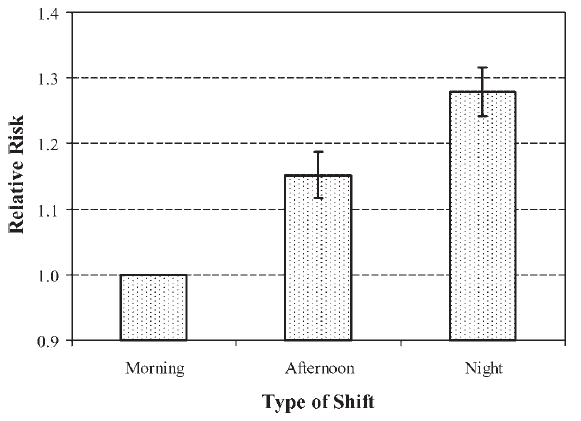 1.4
1.3
1.2
1.1
1.0
0.9
Relative Risk
Morning Afternoon Night
Type of Shift